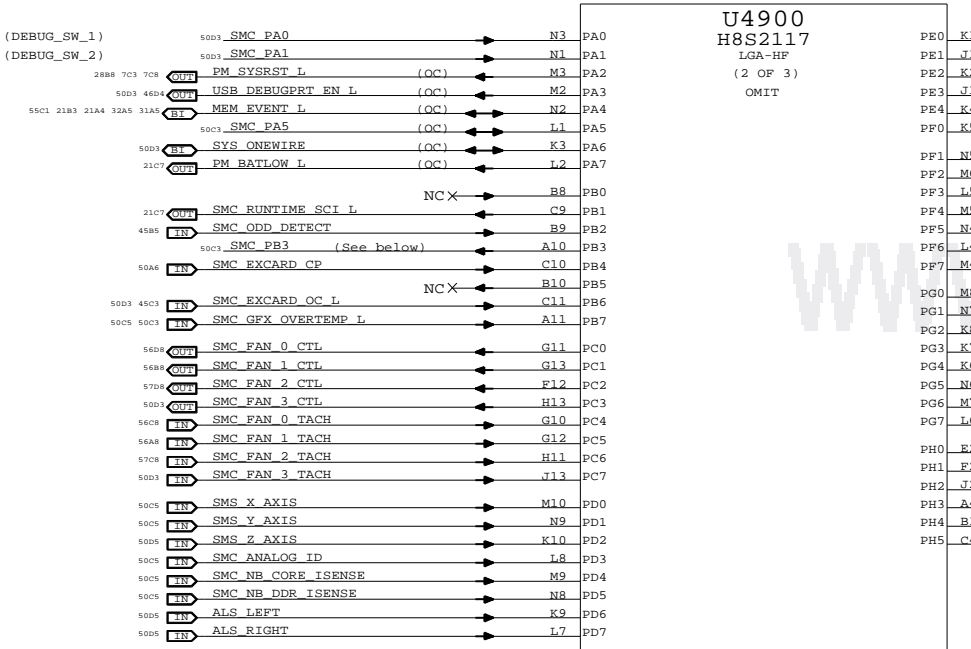 U4900
H8S2117
LGA-HF
(2 OF 3)
OMIT
(DEBUG_SW_1) 50D3 SMC_PA0 N3 PA0
(DEBUG_SW_2) 50D3 SMC_PA1 N1 PA1
28B8 7C3 7C8 OUT PM_SYSRST_L (OC) M3 PA2
50D3 46D4 OUT USB_DEBUGPRT_EN_L (OC) M2 PA3
55C1 21B3 21A4 32A5 31A5 BI MEM_EVENT_L (OC) N2 PA4
50C3 SMC_PA5 (OC) L1 PA5
50D3 BI SYS_ONEWIRE (OC) K3 PA6
21C7 OUT PM_BATLOW_L (OC) L2 PA7
NC B8 PB0
21C7 OUT SMC_RUNTIME_SCI_L C9 PB1
45B5 IN SMC_ODD_DETECT B9 PB2
50C3 SMC_PB3 (See below) A10 PB3
50A6 IN SMC_EXCARD_CP C10 PB4
NC B10 PB5
50D3 45C3 IN SMC_EXCARD_OC_L C11 PB6
50C5 50C3 IN SMC_GFX_OVERTEMP_L A11 PB7
56D8 OUT SMC_FAN_0_CTL G11 PC0
56B8 OUT SMC_FAN_1_CTL G13 PC1
57D8 OUT SMC_FAN_2_CTL F12 PC2
50D3 OUT SMC_FAN_3_CTL H13 PC3
56C8 IN SMC_FAN_0_TACH G10 PC4
56A8 IN SMC_FAN_1_TACH G12 PC5
57C8 IN SMC_FAN_2_TACH H11 PC6
50D3 IN SMC_FAN_3_TACH J13 PC7
50C5 IN SMS_X_AXIS M10 PD0
50C5 IN SMS_Y_AXIS N9 PD1
50D5 IN SMS_Z_AXIS K10 PD2
50C5 IN SMC_ANALOG_ID L8 PD3
50C5 IN SMC_NB_CORE_ISENSE M9 PD4
50C5 IN SMC_NB_DDR_ISENSE N8 PD5
50D5 IN ALS_LEFT K9 PD6
50D5 IN ALS_RIGHT L7 PD7
PE0
PE1
PE2
PE3
PE4
PF0
PF1
PF2
PF3
PF4
PF5
PF6
PF7
PG0
PG1
PG2
PG3
PG4
PG5
PG6
PG7
PH0
PH1
PH2
PH3
PH4
PH5